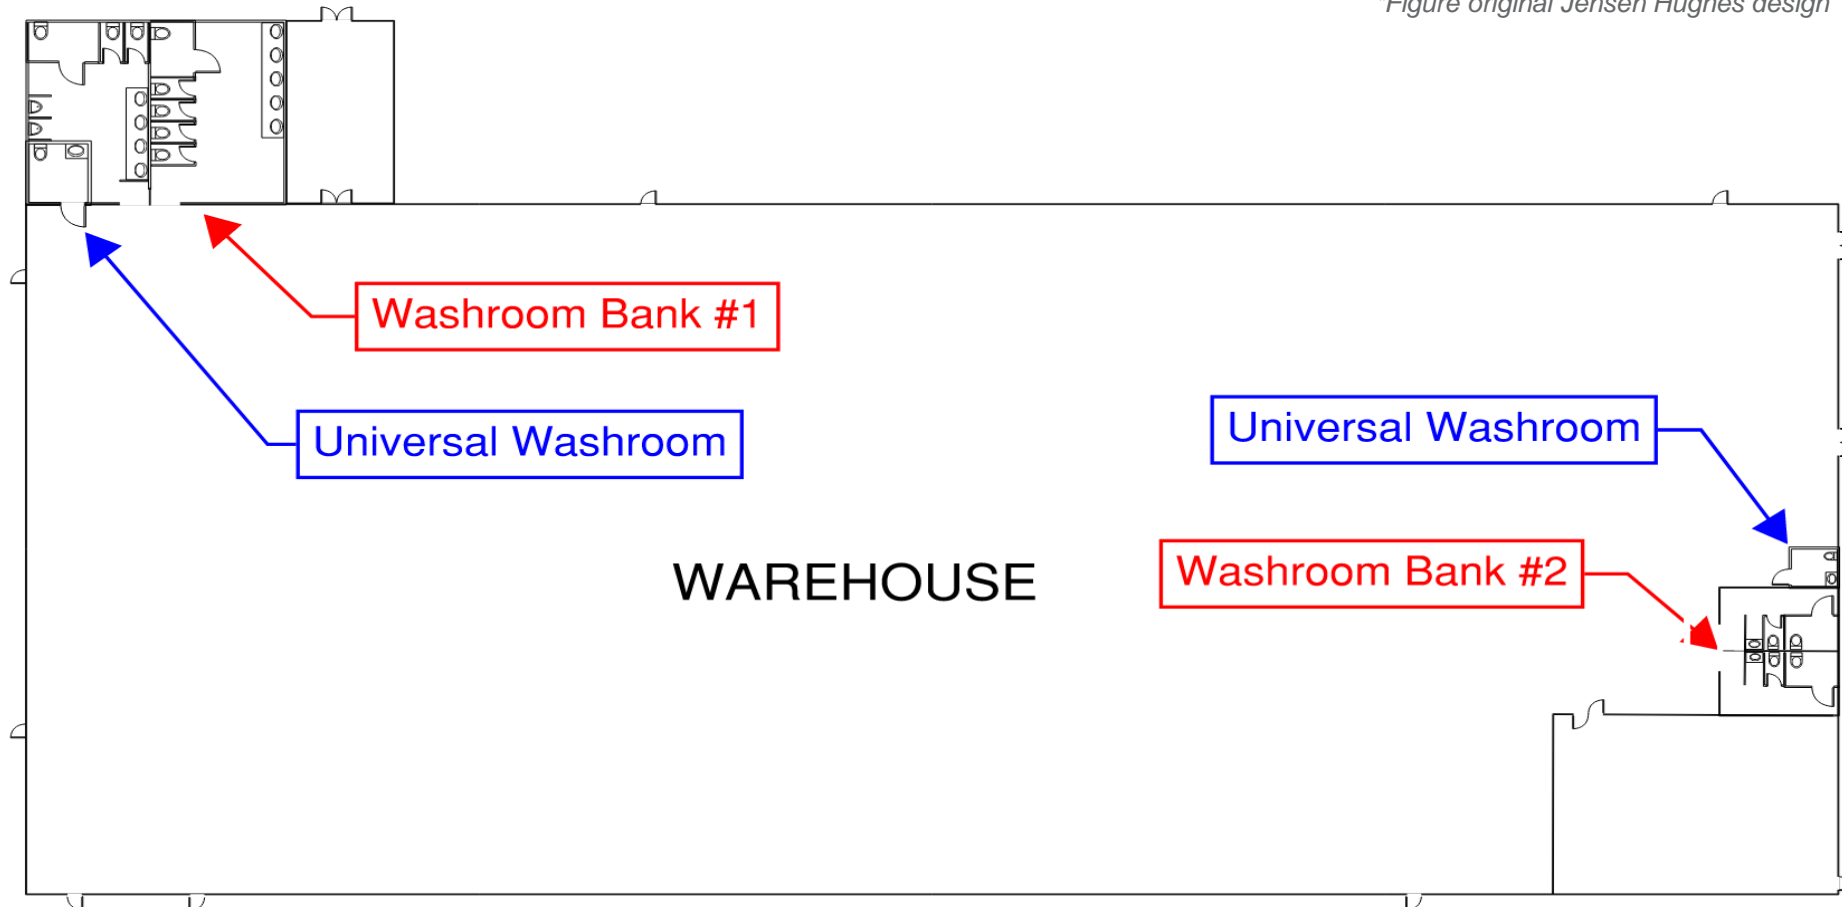 "Figure original Jensen Hughes design
Washroom Bank #1
Universal Washroom
Universal Washroom
Washroom Bank #2
WAREHOUSE